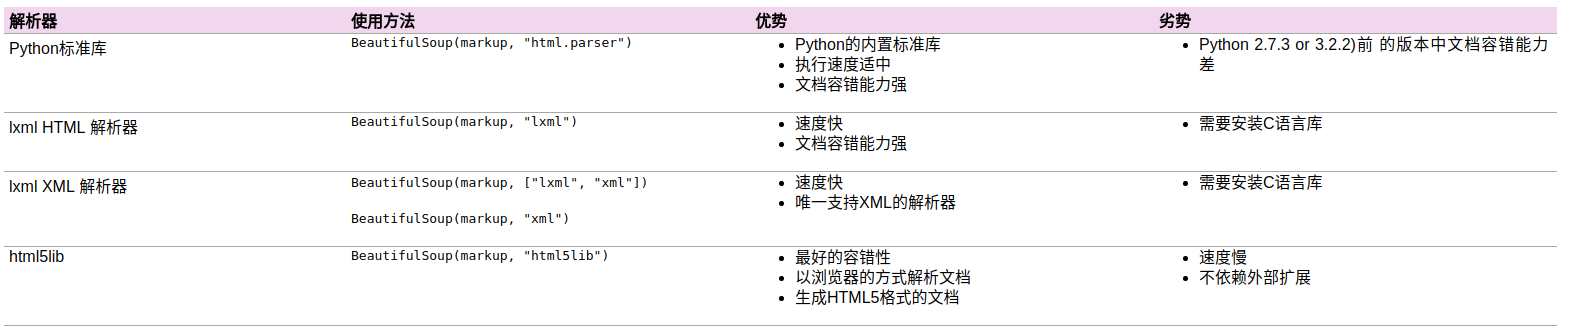 解析器 使用方法 优势 劣势
Python标准库 BeautifulSoup(markup, "html.parser")
Python的内置标准库
执行速度适中
文档容错能力强
Python 2.7.3 or 3.2.2)前 的版本中文档容错能力
差
lxml HTML 解析器 BeautifulSoup(markup, "lxml")
速度快
文档容错能力强
需要安装C语言库
lxml XML 解析器 BeautifulSoup(markup, ["lxml", "xml"])
BeautifulSoup(markup, "xml")
速度快
唯一支持XML的解析器
需要安装C语言库
html5lib BeautifulSoup(markup, "html5lib")
最好的容错性
以浏览器的方式解析文档
生成HTML5格式的文档
速度慢
不依赖外部扩展